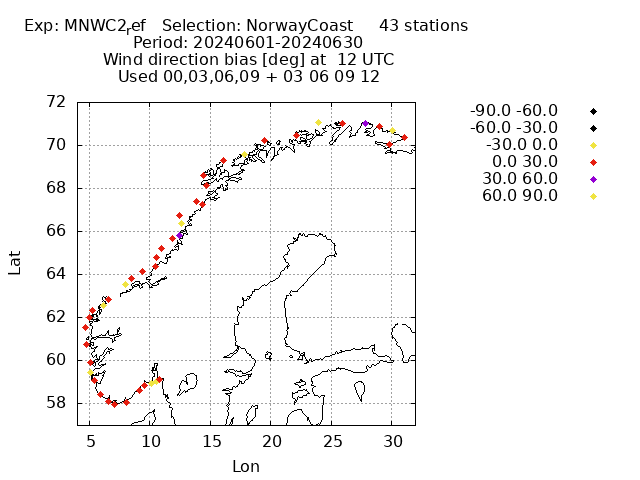 Exp: MNWC2ref Selection: NorwayCoast 43 stations
Period: 20240601-20240630
Wind direction bias [deg] at 12 UTC
Used 00,03,06,09 + 03 06 09 12
-90.0 -60.0
-60.0 -30.0
-30.0 0.0
0.0 30.0
30.0 60.0
60.0 90.0
72
70
68
66
64
62
60
58
Lat
5 10 15 20 25 30
Lon